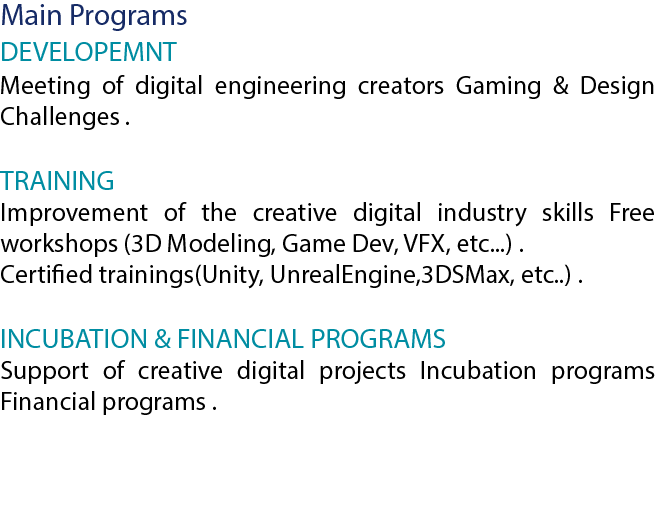 Main Programs
DEVELOPEMNT
Meeting of digital engineering creators Gaming & Design
Challenges .
TRAINING
Improvement of the creative digital industry skills Free
workshops (3D Modeling, Game Dev, VFX, etc...) .
Certified trainings(Unity, UnrealEngine,3DSMax, etc..) .
INCUBATION & FINANCIAL PROGRAMS
Support of creative digital projects Incubation programs
Financial programs .